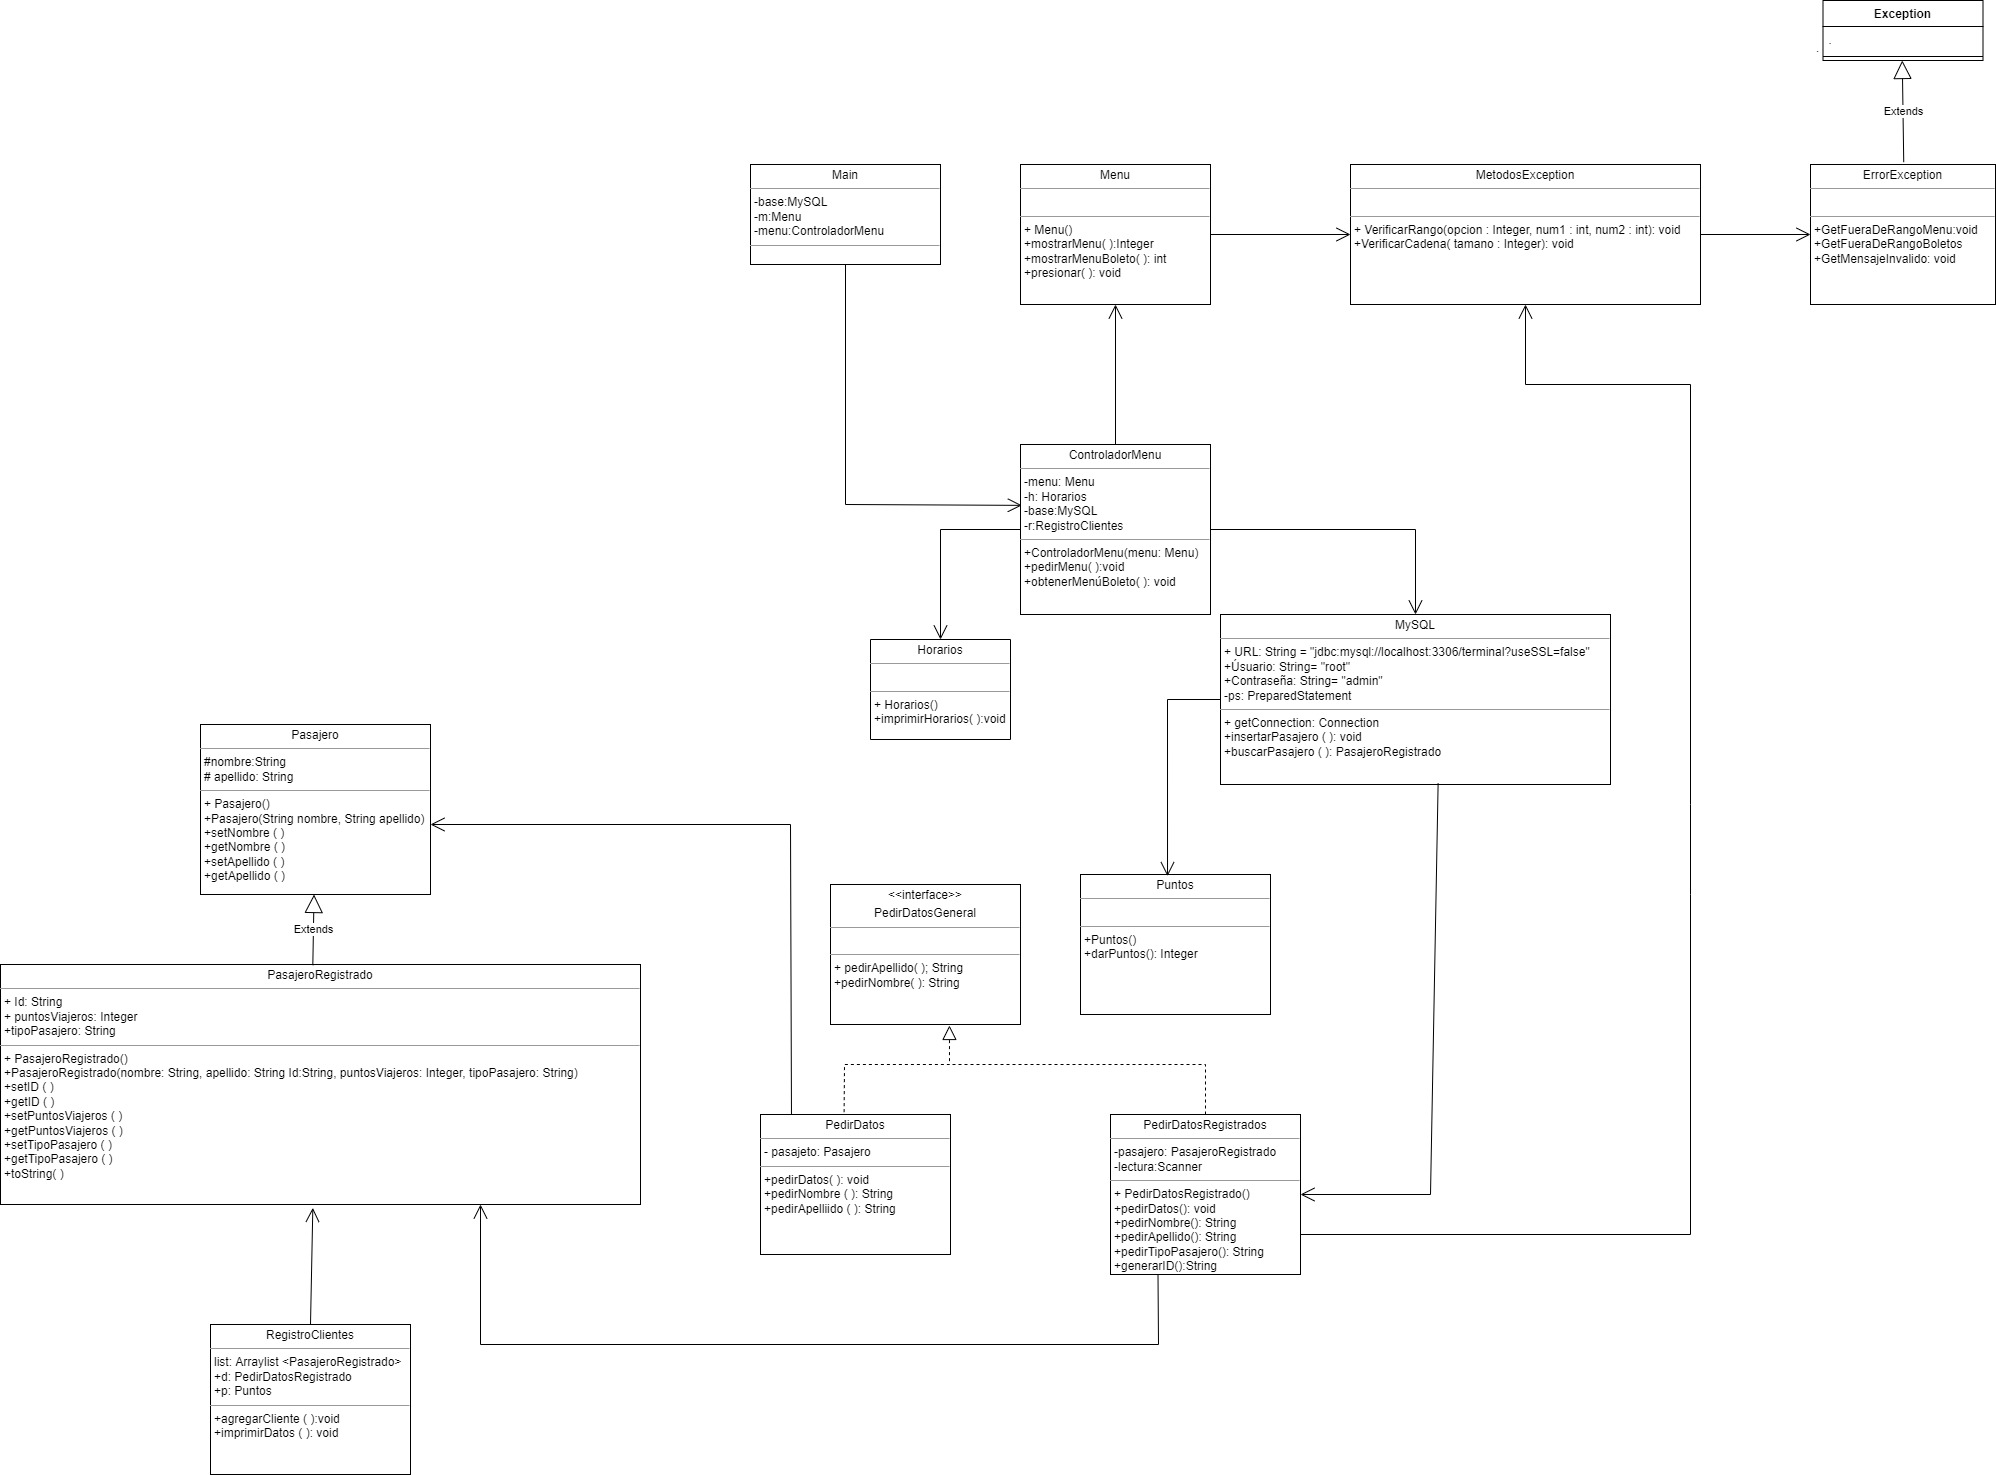 Exception
.
.
Extends
Main
-base:MySQL
-m:Menu
-menu:ControladorMenu
Menu
+ Menu()
+mostrarMenu( ):Integer
+mostrarMenuBoleto( ): int
+presionar( ): void
MetodosException
+ VerificarRango(opcion : Integer, num1 : int, num2 : int): void
+VerificarCadena( tamano : Integer): void
ErrorException
+GetFueraDeRangoMenu:void
+GetFueraDeRangoBoletos
+GetMensajeInvalido: void
ControladorMenu
-menu: Menu
-h: Horarios
-base:MySQL
-r:RegistroClientes
+ControladorMenu(menu: Menu)
+pedirMenu( ):void
+obtenerMenúBoleto( ): void
Horarios
+ Horarios()
+imprimirHorarios( ):void
MySQL
+ URL: String = "jdbc:mysql://localhost:3306/terminal?useSSL=false"
+Úsuario: String= "root"
+Contraseña: String= "admin"
-ps: PreparedStatement
+ getConnection: Connection
+insertarPasajero ( ): void
+buscarPasajero ( ): PasajeroRegistrado
Pasajero
#nombre:String
# apellido: String
+ Pasajero()
+Pasajero(String nombre, String apellido)
+setNombre ( )
+getNombre ( )
+setApellido ( )
+getApellido ( )
Extends
<<interface>>
PedirDatosGeneral
+ pedirApellido( ); String
+pedirNombre( ): String
Puntos
+Puntos()
+darPuntos(): Integer
PasajeroRegistrado
+ Id: String
+ puntosViajeros: Integer
+tipoPasajero: String
+ PasajeroRegistrado()
+PasajeroRegistrado(nombre: String, apellido: String Id:String, puntosViajeros: Integer, tipoPasajero: String)
+setID ( )
+getID ( )
+setPuntosViajeros ( )
+getPuntosViajeros ( )
+setTipoPasajero ( )
+getTipoPasajero ( )
+toString( )
PedirDatos
- pasajeto: Pasajero
+pedirDatos( ): void
+pedirNombre ( ): String
+pedirApelliido ( ): String
PedirDatosRegistrados
-pasajero: PasajeroRegistrado
-lectura:Scanner
+ PedirDatosRegistrado()
+pedirDatos(): void
+pedirNombre(): String
+pedirApellido(): String
+pedirTipoPasajero(): String
+generarID():String
RegistroClientes
list: Arraylist <PasajeroRegistrado>
+d: PedirDatosRegistrado
+p: Puntos
+agregarCliente ( ):void
+imprimirDatos ( ): void